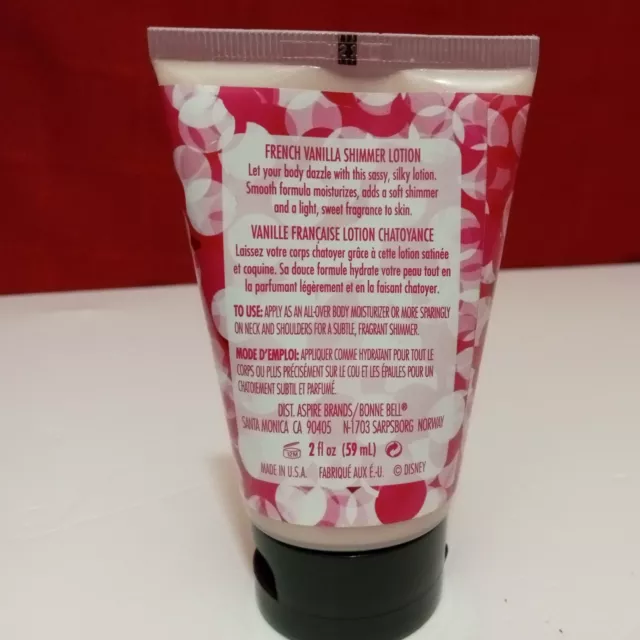 FRENCH VANILLA SHIMMER LOTION
Let your body dazzle with this sassy, silky lotion.
Smooth formula moisturizes, adds a soft shimmer
and a light, sweet fragrance to skin.
VANILLE FRANÇAISE LOTION CHATOYANCE
Laissez votre corps chatoyer grâce à cette lotion satinée
et coquine. Sa douce formule hydrate votre peau tout en
la parfumant légèrement et en la faisant chatoyer.
TO USE: APPLY AS AN ALL-OVER BODY MOISTURIZER OR MORE SPARINGLY
ON NECK AND SHOULDERS FOR A SUBTLE, FRAGRANT SHIMMER.
MODE D'EMPLOI: APPLIQUER COMME HYDRATANT POUR TOUT LE
CORPS OU PLUS PRÉCISÉMENT SUR LE COU ET LES ÉPAULES POUR UN
CHATOIEMENT SUBTIL ET PARFUMÉ.
DIST. ASPIRE BRANDS/BONNE BELL®
SANTA MONICA CA 90405 N-1703 SARPSBORG NORWAY
2 fl oz (59 mL)
MADE IN U.S.A. FABRIQUÉ AUX É.-U. © DISNEY